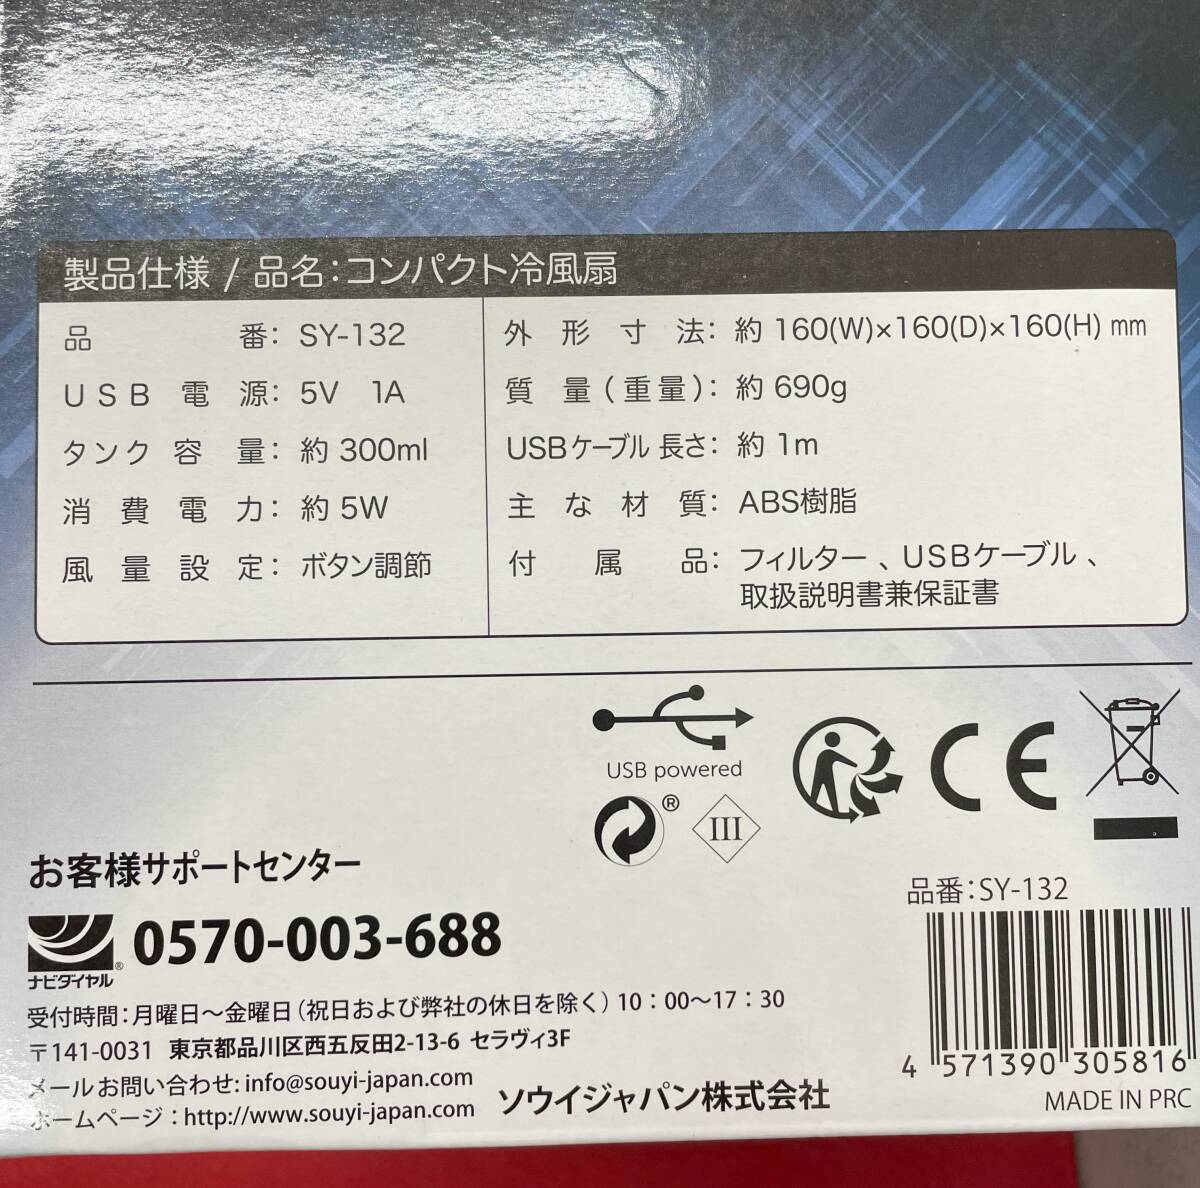 製品仕様 / 品名:コンパクト冷風扇
品番: SY-132
USB電源: 5V 1A
タンク容量: 約 300ml
消費電力: 約 5W
風量設定: ボタン調節
外形寸法: 約 160(W)×160(D)×160(H) mm
質量(重量): 約 690g
USBケーブル 長さ: 約 1m
主な材質: ABS樹脂
付属品: フィルター 、USBケーブル 、
取扱説明書兼保証書
USB powered
®
III
CE
お客様サポートセンター
0570-003-688
ナビダイヤル®
受付時間:月曜日〜金曜日(祝日および弊社の休日を除く) 10:00〜17:30
〒141-0031 東京都品川区西五反田2-13-6 セラヴィ3F
メールお問い合わせ: info@souyi-japan.com
ホームページ:http://www.souyi-japan.com
ソウイジャパン株式会社
品番:SY-132
4 571390 305816
MADE IN PRC